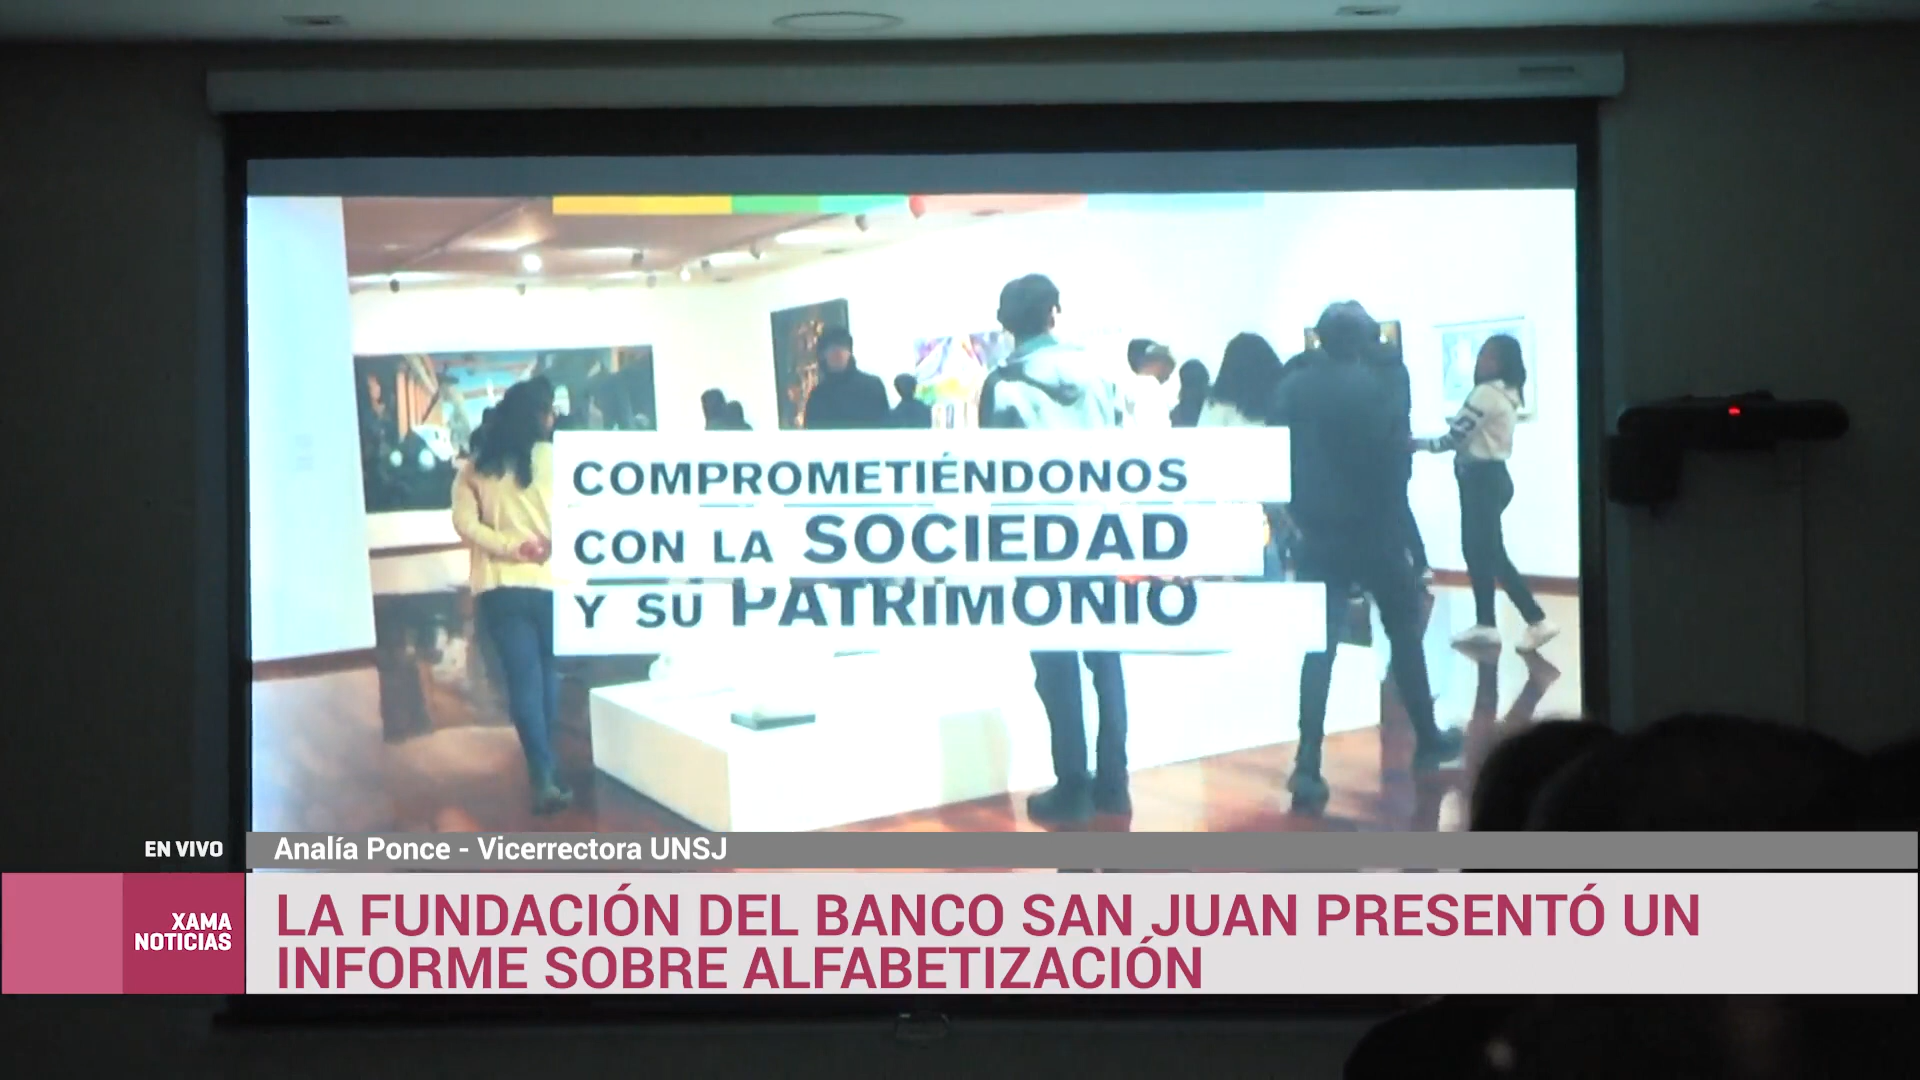 COMPROMETIÉNDONOS
CON LA SOCIEDAD
Y SU PATRIMONIO
EN VIVO
Analía Ponce - Vicerrectora UNSJ
XAMA
NOTICIAS
LA FUNDACIÓN DEL BANCO SAN JUAN PRESENTÓ UN
INFORME SOBRE ALFABETIZACIÓN